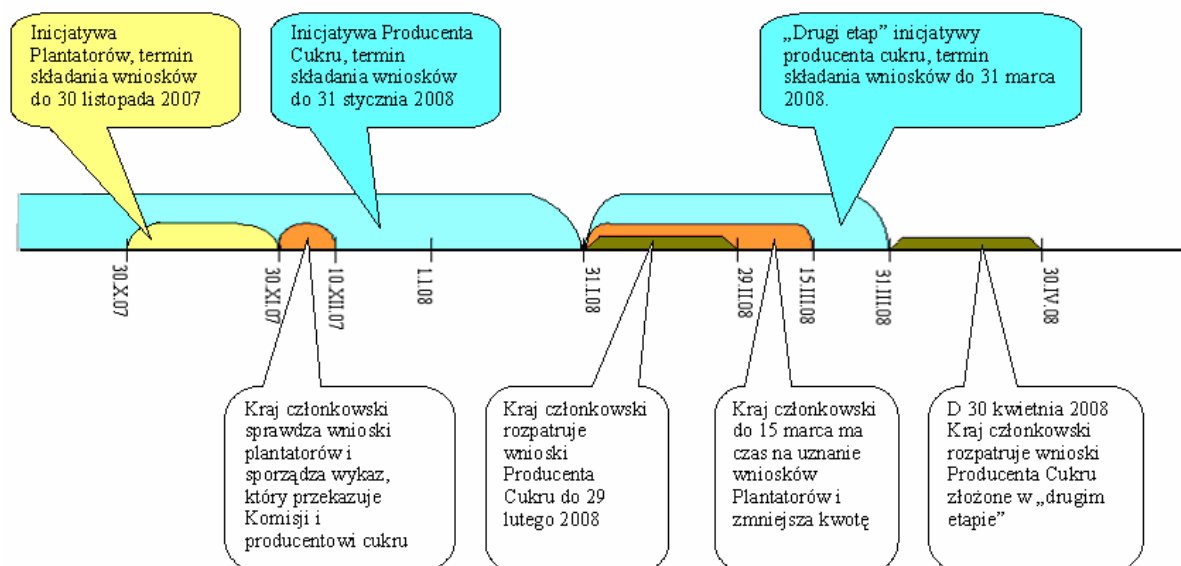 Inicjatywa
Plantatorów, termin
składania wniosków
do 30 listopada 2007
Inicjatywa Producenta
Cukru, termin
składania wniosków
do 31 stycznia 2008
„Drugi etap” inicjatywy
producenta cukru, termin
składania wniosków do 31 marca
2008.
30.X.07
30.XI.07
10.XII.07
1.I.08
31.I.08
29.II.08
15.III.08
31.III.08
30.IV.08
Kraj członkowski
sprawdza wnioski
plantatorów i
sporządza wykaz,
który przekazuje
Komisji i
producentowi cukru
Kraj członkowski
rozpatruje
wnioski
Producenta
Cukru do 29
lutego 2008
Kraj członkowski
do 15 marca ma
czas na uznanie
wniosków
Plantatorów i
zmniejsza kwotę
D 30 kwietnia 2008
Kraj członkowski
rozpatruje wnioski
Producenta Cukru
złożone w „drugim
etapie”